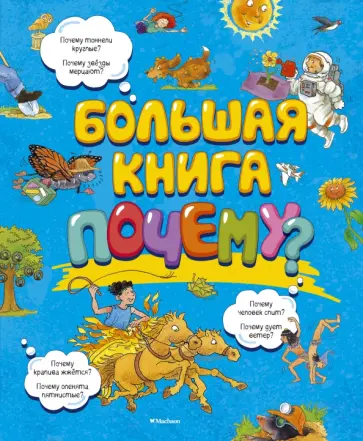 Почему тоннели
круглые?
Почему звёзды
мерцают?
БОЛЬШАЯ
КНИГА
ПОЧЕМУ?
Почему
человек спит?
Почему дует
ветер?
Почему
крапива жжётся?
Почему оленята
пятнистые?
Machaon